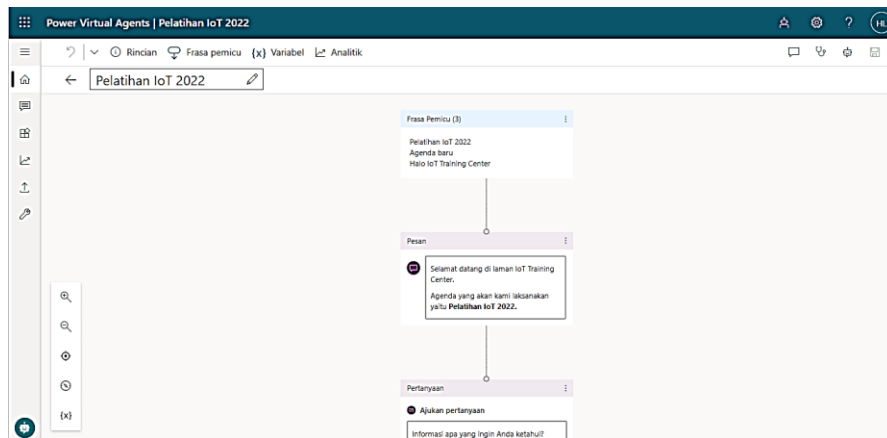 Power Virtual Agents | Pelatihan IoT 2022
?
HL
Rincian
Frasa pemicu
{x} Variabel
Analitik
Pelatihan IoT 2022
Frasa Pemicu (3)
Pelatihan IoT 2022
Agenda baru
Halo IoT Training Center
Pesan
Selamat datang di laman IoT Training
Center.
Agenda yang akan kami laksanakan
yaitu Pelatihan IoT 2022.
Pertanyaan
Ajukan pertanyaan
Informasi apa yang ingin Anda ketahui?
{x}